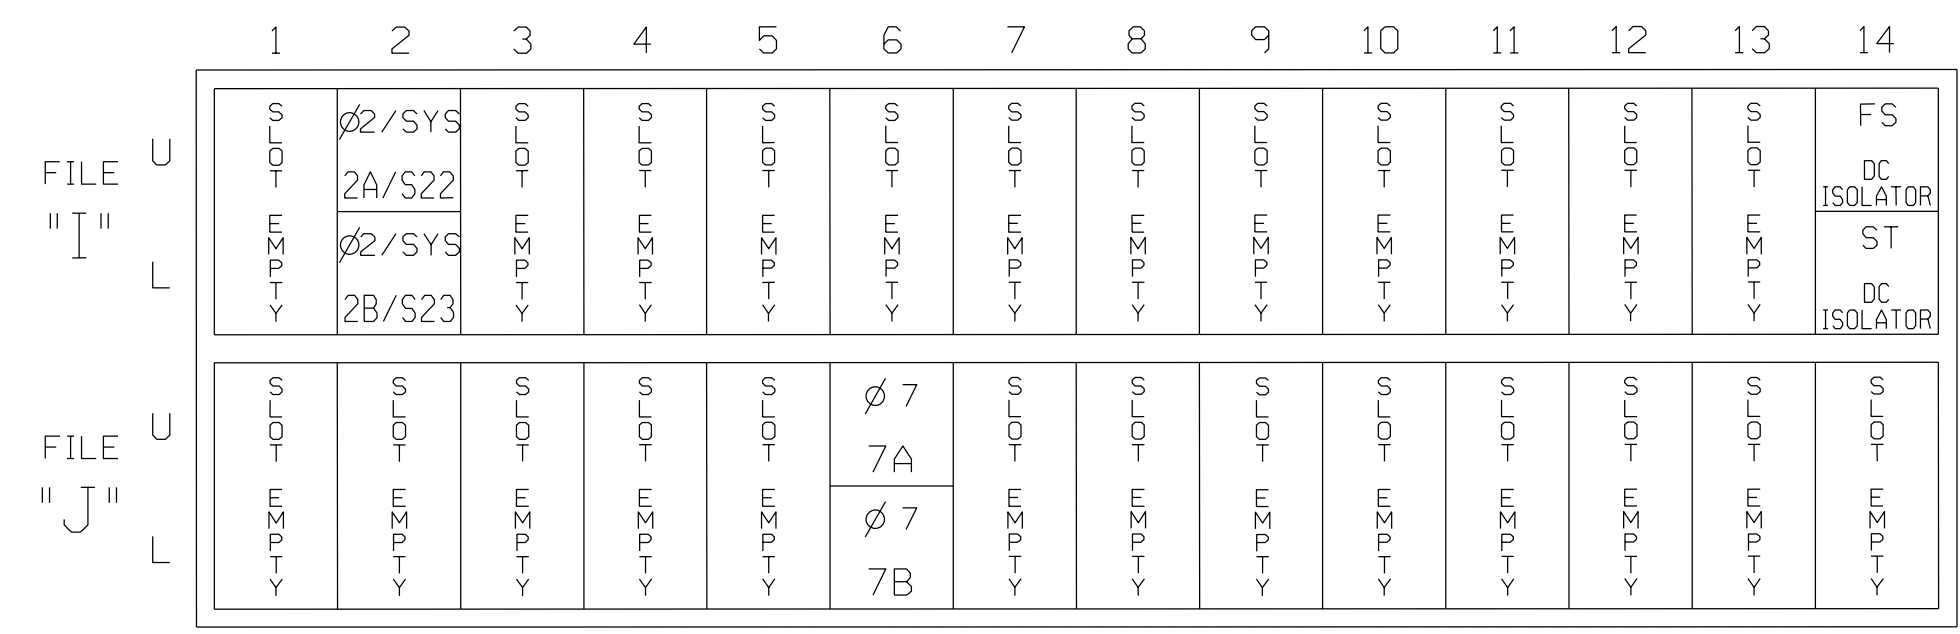 1 2 3 4 5 6 7 8 9 10 11 12 13 14
FILE
"I"
U
L
SLOT EMPTY
Ø2/SYS
2A/S22
Ø2/SYS
2B/S23
SLOT EMPTY
SLOT EMPTY
SLOT EMPTY
SLOT EMPTY
SLOT EMPTY
SLOT EMPTY
SLOT EMPTY
SLOT EMPTY
SLOT EMPTY
SLOT EMPTY
SLOT EMPTY
FS
DC
ISOLATOR
ST
DC
ISOLATOR
FILE
"J"
U
L
SLOT EMPTY
SLOT EMPTY
SLOT EMPTY
SLOT EMPTY
SLOT EMPTY
Ø 7
7A
Ø 7
7B
SLOT EMPTY
SLOT EMPTY
SLOT EMPTY
SLOT EMPTY
SLOT EMPTY
SLOT EMPTY
SLOT EMPTY
SLOT EMPTY